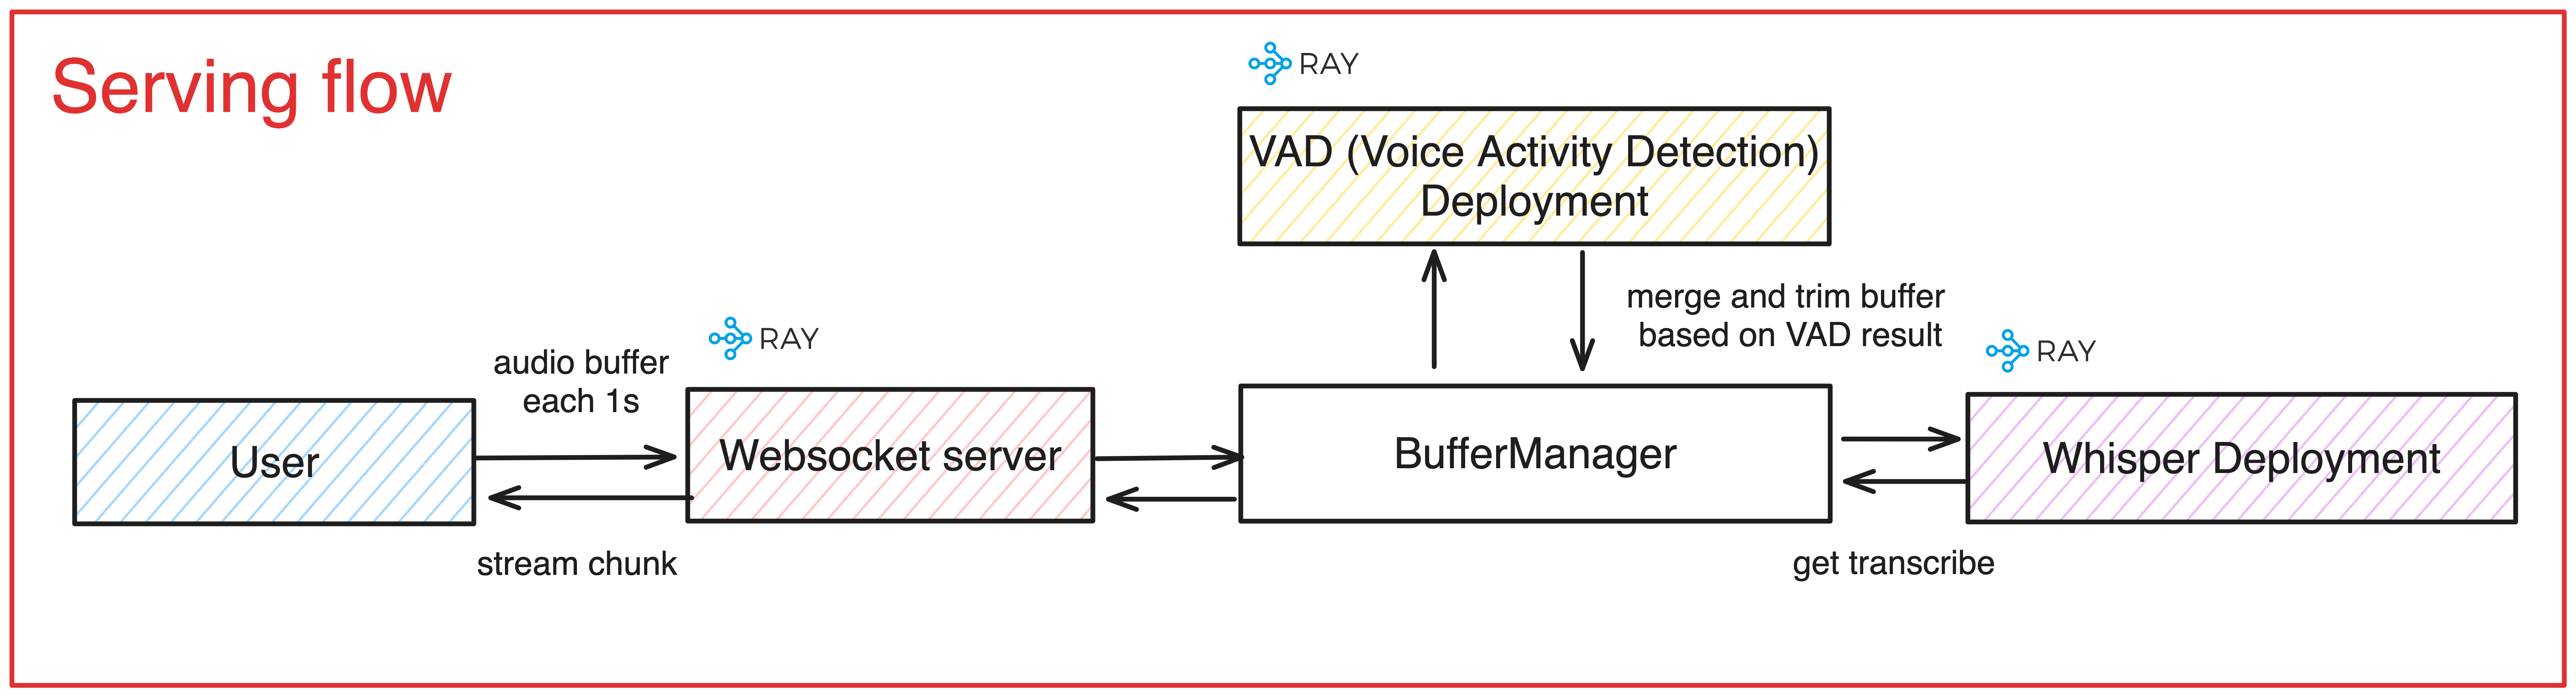 Serving flow
RAY
VAD (Voice Activity Detection)
Deployment
merge and trim buffer
based on VAD result
RAY
RAY
audio buffer
each 1s
User
Websocket server
BufferManager
Whisper Deployment
stream chunk
get transcribe